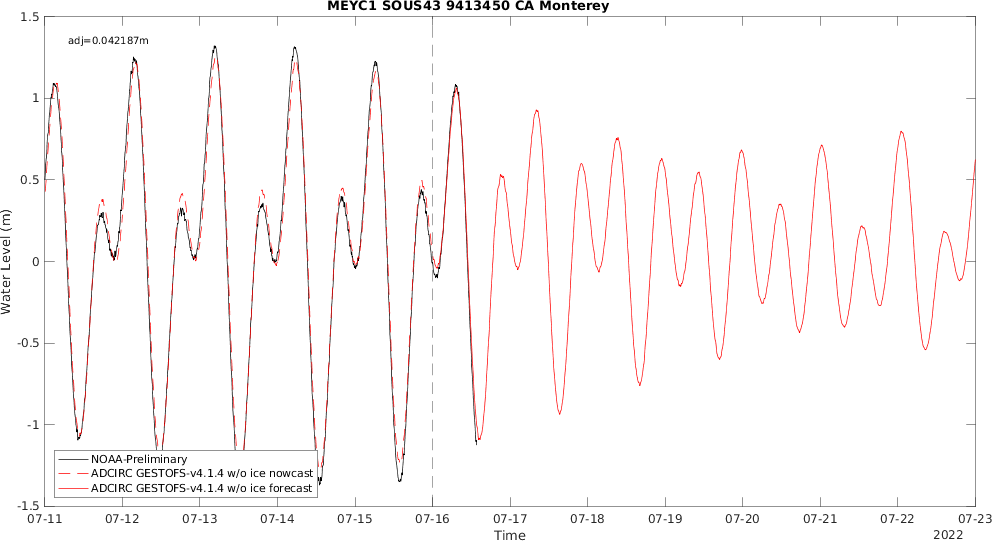 MEYC1 SOUS43 9413450 CA Monterey
adj=0.042187m
Water Level (m)
1.5
1
0.5
0
-0.5
-1
-1.5
NOAA-Preliminary
ADCIRC GESTOFS-v4.1.4 w/o ice nowcast
ADCIRC GESTOFS-v4.1.4 w/o ice forecast
07-11 07-12 07-13 07-14 07-15 07-16 07-17 07-18 07-19 07-20 07-21 07-22 07-23
Time
2022